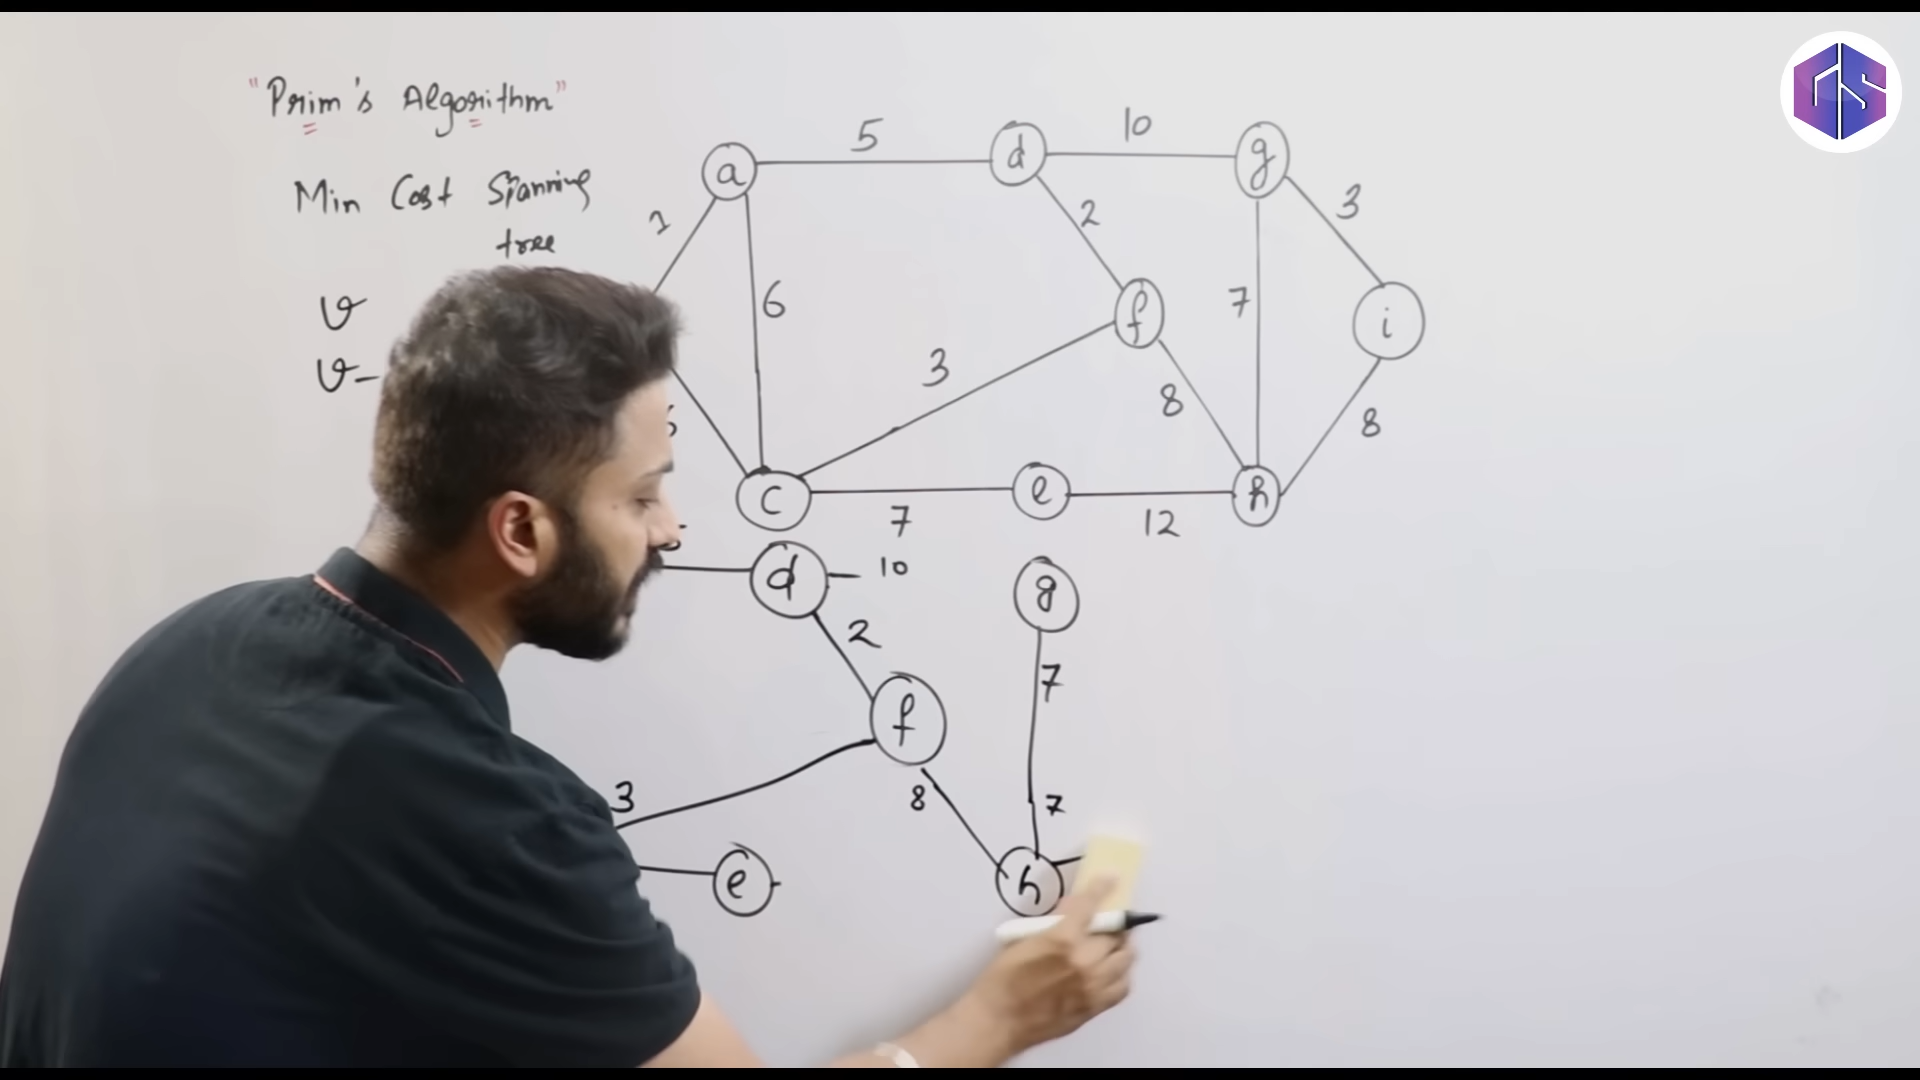 "Prim's Algorithm"
Min Cost Spanning
tree
v
v-
a 5 d 10 g
1 6 2 3
f 7 i
3 8 8
c 7 e 12 h
d 10 g
2 7
f
3 8 7
e h